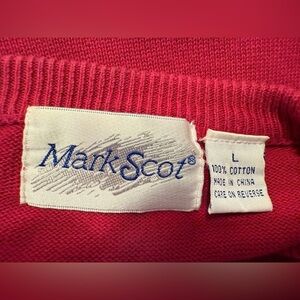 MarkScot®
L
100% COTTON
MADE IN CHINA
CARE ON REVERSE